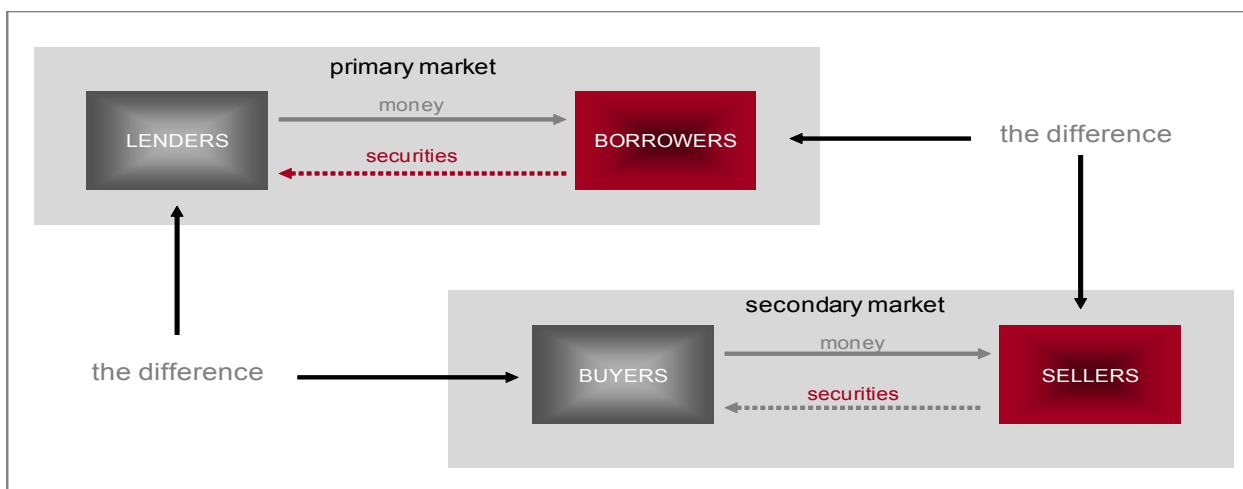 primary market
money
LENDERS
BORROWERS
securities
the difference
secondary market
money
the difference
BUYERS
SELLERS
securities